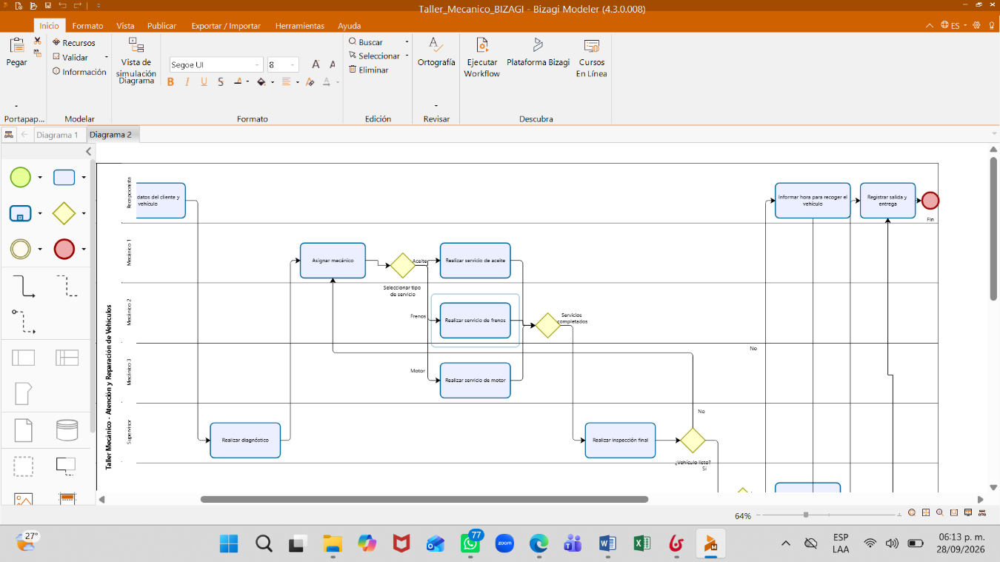 Taller_Mecanico_BIZAGI - Bizagi Modeler (4.3.0.008)
Inicio
Formato
Vista
Publicar
Exportar / Importar
Herramientas
Ayuda
ES
Pegar
Recursos
Validar
Información
Vista de
simulación
Diagrama
Segoe UI
8
Buscar
Seleccionar
Eliminar
Ortografía
Ejecutar
Workflow
Plataforma Bizagi
Cursos
En Línea
Portapap...
Modelar
Formato
Edición
Revisar
Descubra
Diagrama 1
Diagrama 2
Taller Mecánico - Atención y Reparación de Vehículos
Recepcionista
datos del cliente y
vehículo
Informar hora para recoger el
vehículo
Registrar salida y
entrega
Fin
Mecánico 1
Asignar mecánico
Aceite
Realizar servicio de aceite
Seleccionar tipo
de servicio
Mecánico 2
Frenos
Realizar servicio de frenos
Servicios
completados
No
Mecánico 3
Motor
Realizar servicio de motor
No
Supervisor
Realizar diagnóstico
Realizar inspección final
¿Vehículo listo?
Sí
64%
27°
77
zoom
ESP
LAA
06:13 p. m.
28/09/2026